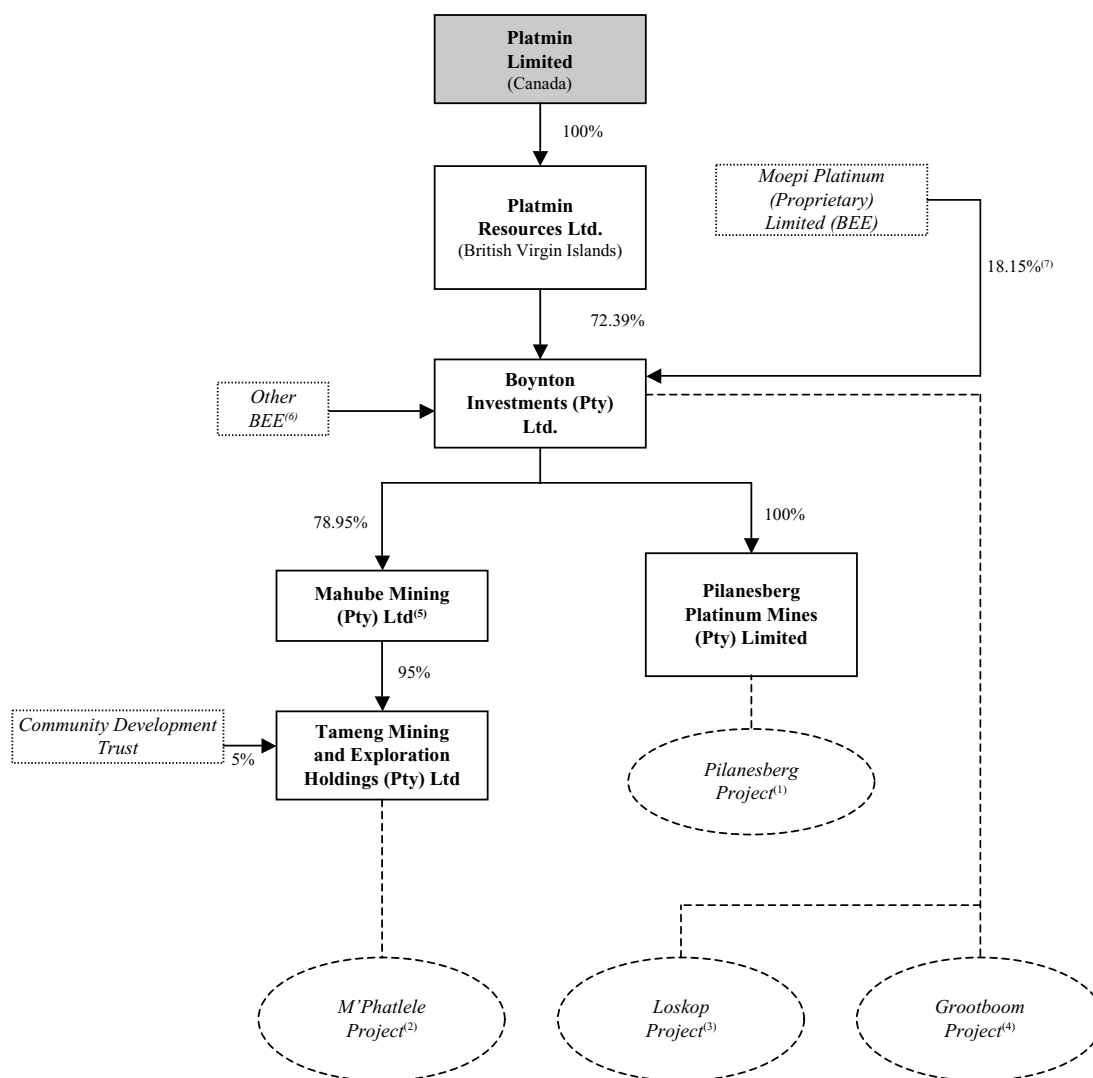 Platmin
Limited
(Canada)
100%
Platmin
Resources Ltd.
(British Virgin Islands)
Moepi Platinum
(Proprietary)
Limited (BEE)
18.15%(7)
72.39%
Boynton
Investments (Pty)
Ltd.
Other
BEE(6)
78.95%
100%
Mahube Mining
(Pty) Ltd(5)
Pilanesberg
Platinum Mines
(Pty) Limited
95%
Community Development
Trust
5%
Tameng Mining
and Exploration
Holdings (Pty) Ltd
Pilanesberg
Project(1)
M'Phatlele
Project(2)
Loskop
Project(3)
Grootboom
Project(4)